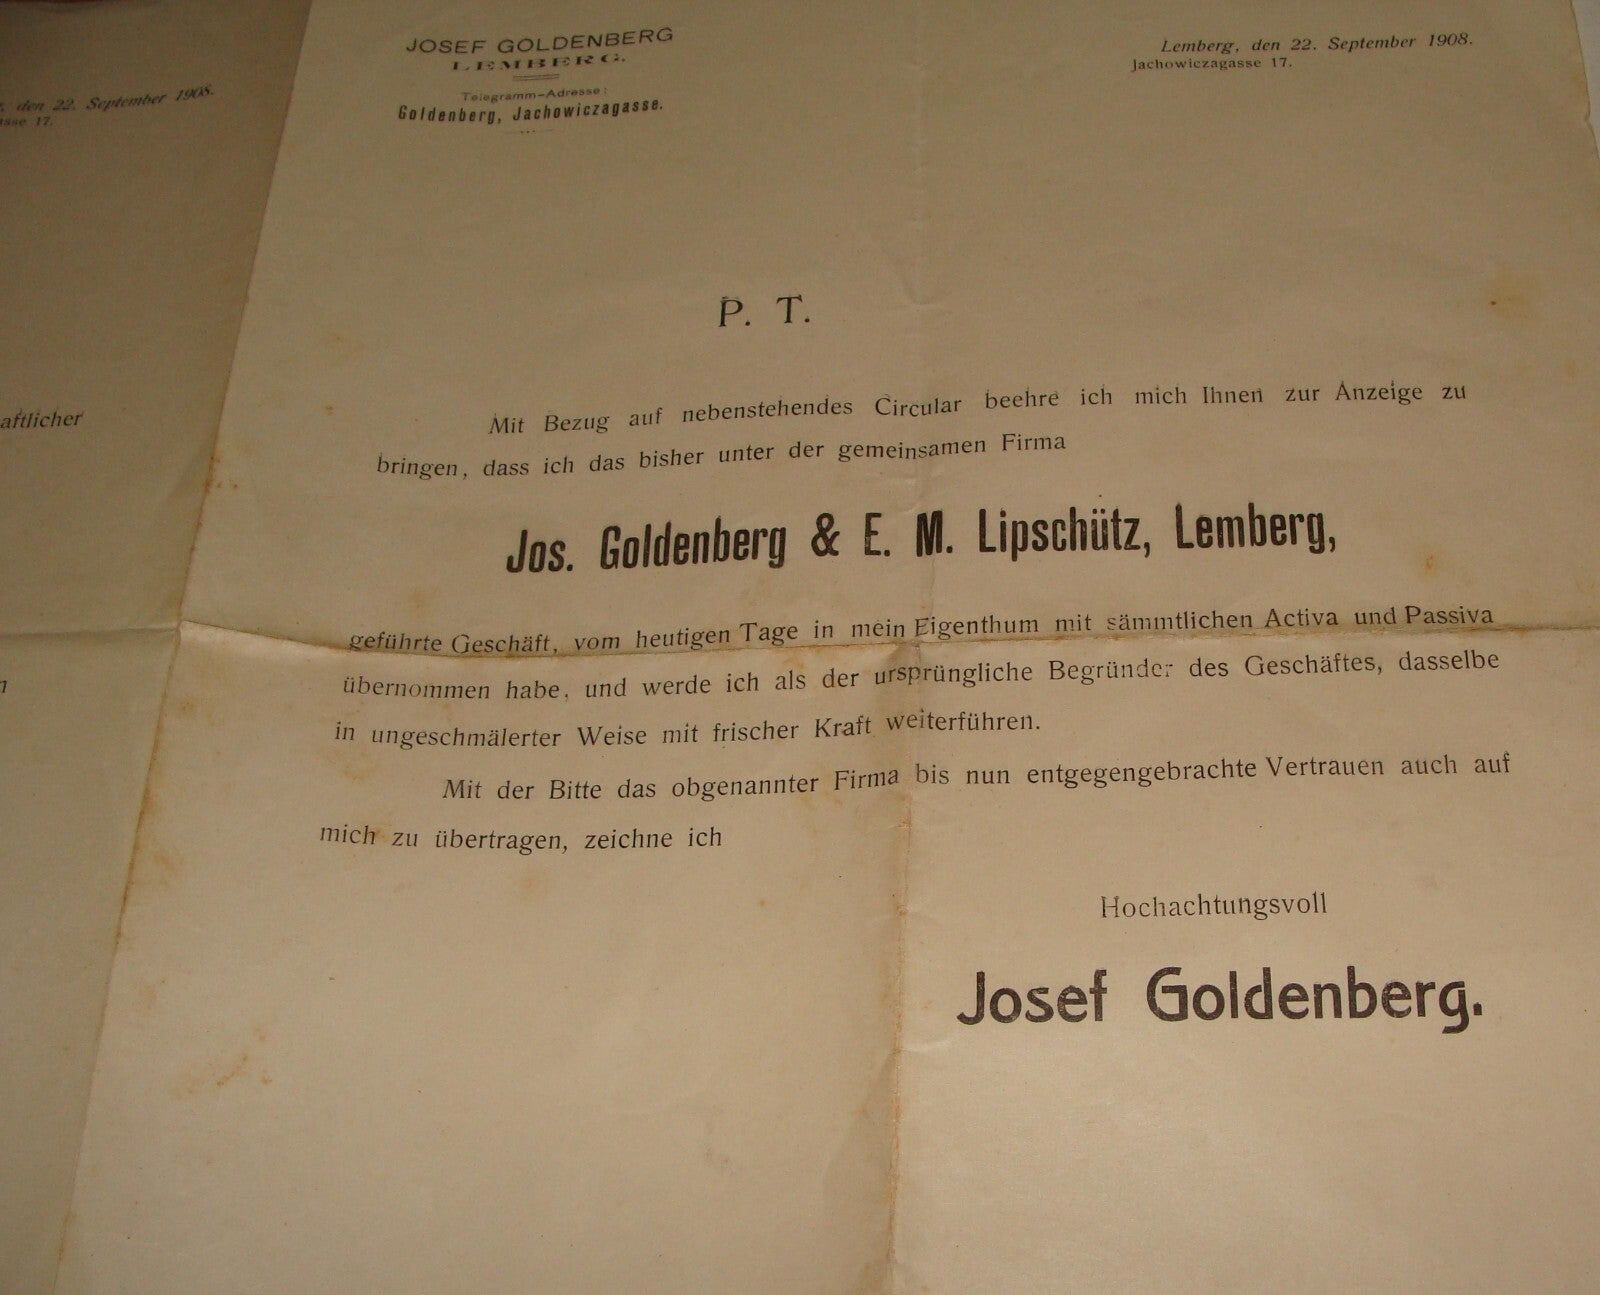 den 22. September 1908.
17.
aftlicher
JOSEF GOLDENBERG
LEMBERG.
Telegramm-Adresse:
Goldenberg, Jachowiczagasse.
Lemberg, den 22. September 1908.
Jachowiczagasse 17.
P. T.
Mit Bezug auf nebenstehendes Circular beehre ich mich Ihnen zur Anzeige zu
bringen, dass ich das bisher unter der gemeinsamen Firma
Jos. Goldenberg & E. M. Lipschütz, Lemberg,
geführte Geschäft, vom heutigen Tage in mein Eigenthum mit sämmtlichen Activa und Passiva
übernommen habe, und werde ich als der ursprüngliche Begründer des Geschäftes, dasselbe
in ungeschmälerter Weise mit frischer Kraft weiterführen.
Mit der Bitte das obgenannter Firma bis nun entgegengebrachte Vertrauen auch auf
mich zu übertragen, zeichne ich
Hochachtungsvoll
Josef Goldenberg.